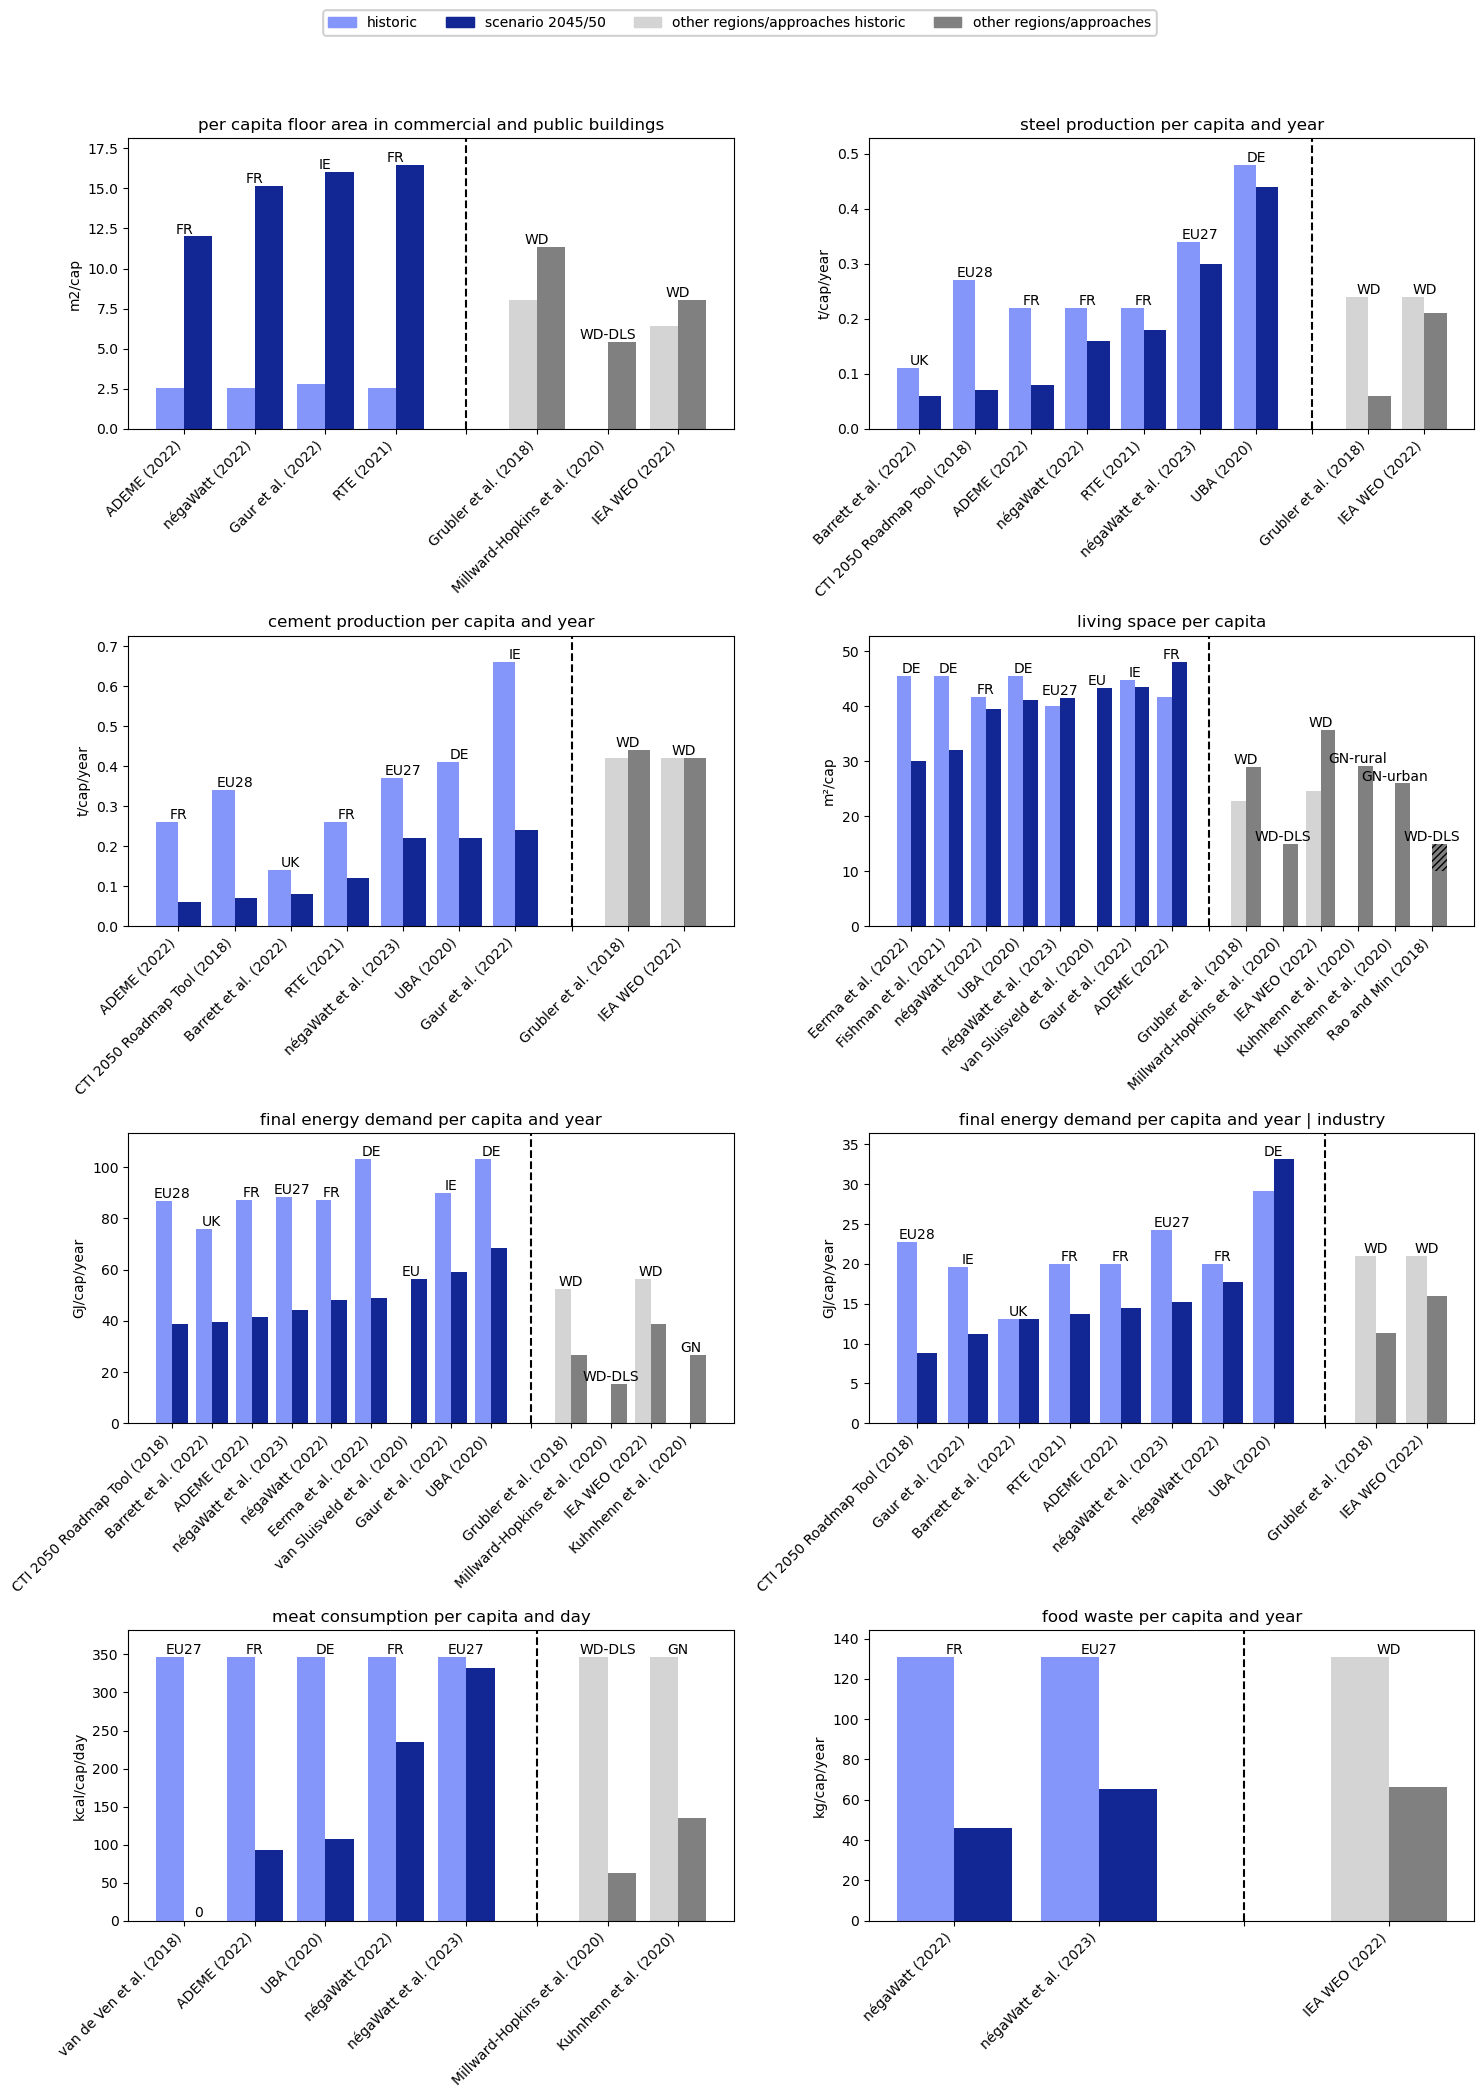 historic
scenario 2045/50
other regions/approaches historic
other regions/approaches
per capita floor area in commercial and public buildings
m2/cap
17.5
15.0
12.5
10.0
7.5
5.0
2.5
0.0
FR
FR
IE
FR
WD
WD-DLS
WD
ADEME (2022)
négaWatt (2022)
Gaur et al. (2022)
RTE (2021)
Grubler et al. (2018)
Millward-Hopkins et al. (2020)
IEA WEO (2022)
steel production per capita and year
t/cap/year
0.5
0.4
0.3
0.2
0.1
0.0
UK
EU28
FR
FR
FR
EU27
DE
WD
WD
Barrett et al. (2022)
CTI 2050 Roadmap Tool (2018)
ADEME (2022)
négaWatt (2022)
RTE (2021)
négaWatt et al. (2023)
UBA (2020)
Grubler et al. (2018)
IEA WEO (2022)
cement production per capita and year
t/cap/year
0.7
0.6
0.5
0.4
0.3
0.2
0.1
0.0
FR
EU28
UK
FR
EU27
DE
IE
WD
WD
ADEME (2022)
CTI 2050 Roadmap Tool (2018)
Barrett et al. (2022)
RTE (2021)
négaWatt et al. (2023)
UBA (2020)
Gaur et al. (2022)
Grubler et al. (2018)
IEA WEO (2022)
living space per capita
m²/cap
50
40
30
20
10
0
DE
DE
FR
DE
EU27
EU
IE
FR
WD
WD-DLS
WD
GN-rural
GN-urban
WD-DLS
Eerma et al. (2022)
Fishman et al. (2021)
négaWatt (2022)
UBA (2020)
négaWatt et al. (2023)
van Sluisveld et al. (2020)
Gaur et al. (2022)
ADEME (2022)
Grubler et al. (2018)
Millward-Hopkins et al. (2020)
IEA WEO (2022)
Kuhnhenn et al. (2020)
Kuhnhenn et al. (2020)
Rao and Min (2018)
final energy demand per capita and year
GJ/cap/year
100
80
60
40
20
0
EU28
UK
FR
EU27
FR
DE
EU
IE
DE
WD
WD-DLS
WD
GN
CTI 2050 Roadmap Tool (2018)
Barrett et al. (2022)
ADEME (2022)
négaWatt et al. (2023)
négaWatt (2022)
Eerma et al. (2022)
van Sluisveld et al. (2020)
Gaur et al. (2022)
UBA (2020)
Grubler et al. (2018)
Millward-Hopkins et al. (2020)
IEA WEO (2022)
Kuhnhenn et al. (2020)
final energy demand per capita and year | industry
GJ/cap/year
35
30
25
20
15
10
5
0
EU28
IE
UK
FR
FR
EU27
FR
DE
WD
WD
CTI 2050 Roadmap Tool (2018)
Gaur et al. (2022)
Barrett et al. (2022)
RTE (2021)
ADEME (2022)
négaWatt et al. (2023)
négaWatt (2022)
UBA (2020)
Grubler et al. (2018)
IEA WEO (2022)
meat consumption per capita and day
kcal/cap/day
350
300
250
200
150
100
50
0
EU27
0
FR
DE
FR
EU27
WD-DLS
GN
van de Ven et al. (2018)
ADEME (2022)
UBA (2020)
négaWatt (2022)
négaWatt et al. (2023)
Millward-Hopkins et al. (2020)
Kuhnhenn et al. (2020)
food waste per capita and year
kg/cap/year
140
120
100
80
60
40
20
0
FR
EU27
WD
négaWatt (2022)
négaWatt et al. (2023)
IEA WEO (2022)